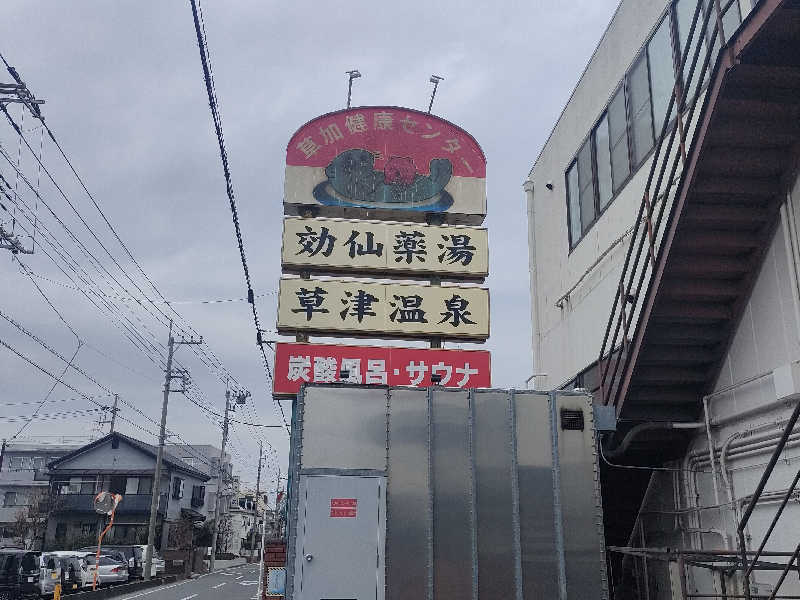 草加健康センター
効仙薬湯
草津温泉
炭酸風呂・サウナ